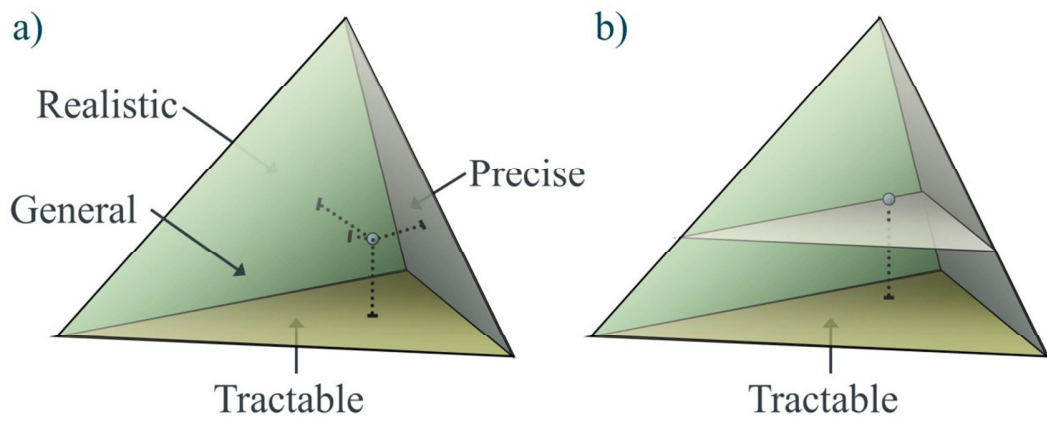 a)
Realistic
General
Precise
Tractable
b)
Tractable